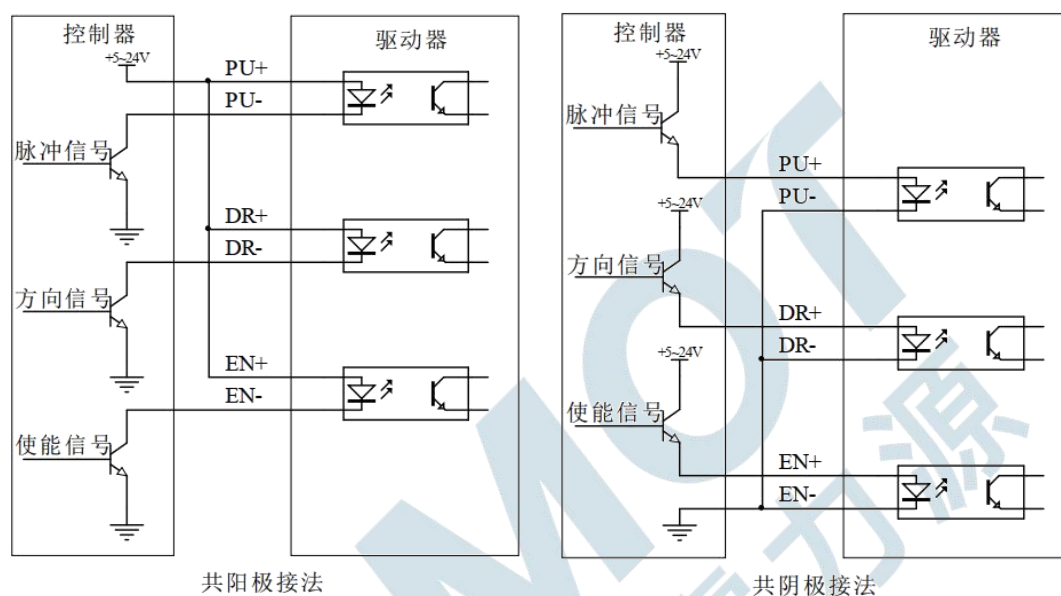 控制器
驱动器
+5~24V
PU+
PU-
脉冲信号
DR+
DR-
方向信号
EN+
EN-
使能信号
共阳极接法
控制器
驱动器
+5~24V
脉冲信号
PU+
PU-
+5~24V
方向信号
DR+
DR-
+5~24V
使能信号
EN+
EN-
共阴极接法
MOT
力源